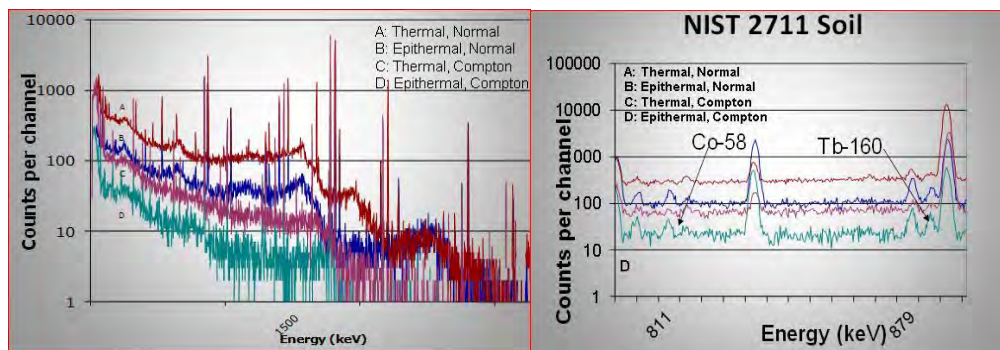 10000
1000
100
10
1
Counts per channel
A: Thermal, Normal
B: Epithermal, Normal
C: Thermal, Compton
D: Epithermal, Compton
A
B
C
D
1500
Energy (keV)
NIST 2711 Soil
100000
10000
1000
100
10
1
Counts per channel
A: Thermal, Normal
B: Epithermal, Normal
C: Thermal, Compton
D: Epithermal, Compton
Co-58
Tb-160
D
811
Energy (keV)
879